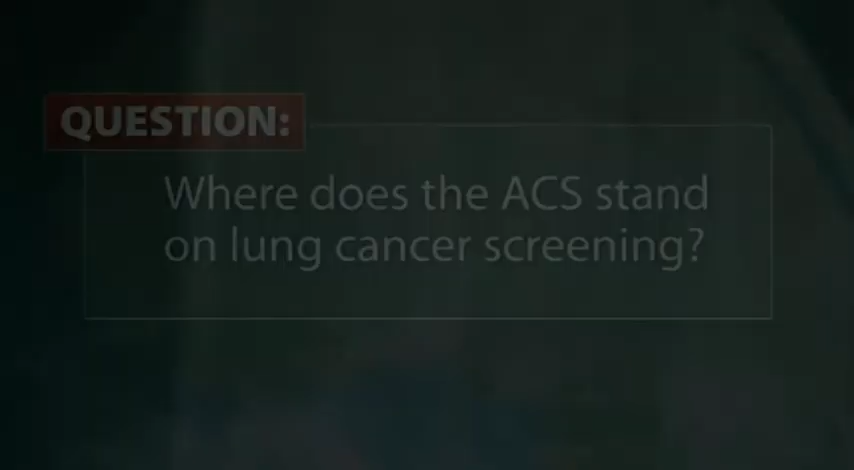 QUESTION:
Where does the ACS stand
on lung cancer screening?